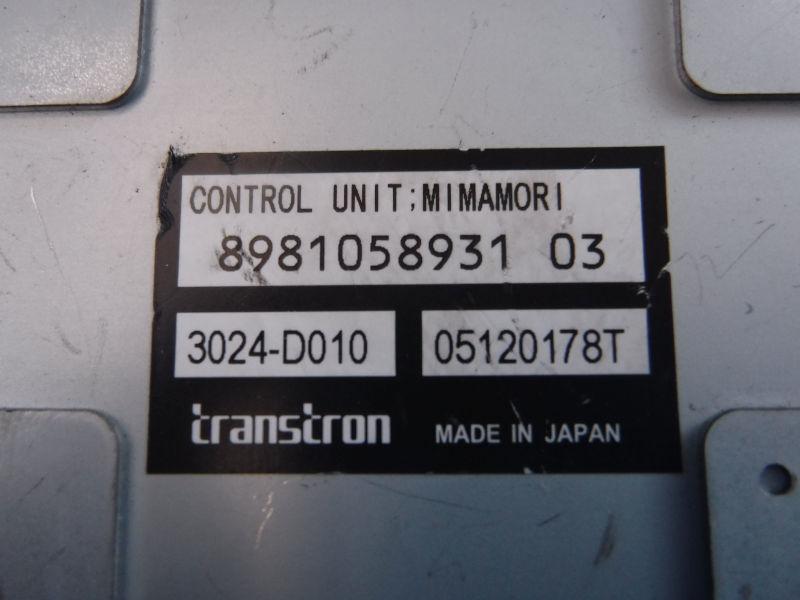 CONTROL UNIT;MIMAMORI
8981058931 03
3024-D010 05120178T
transtron MADE IN JAPAN